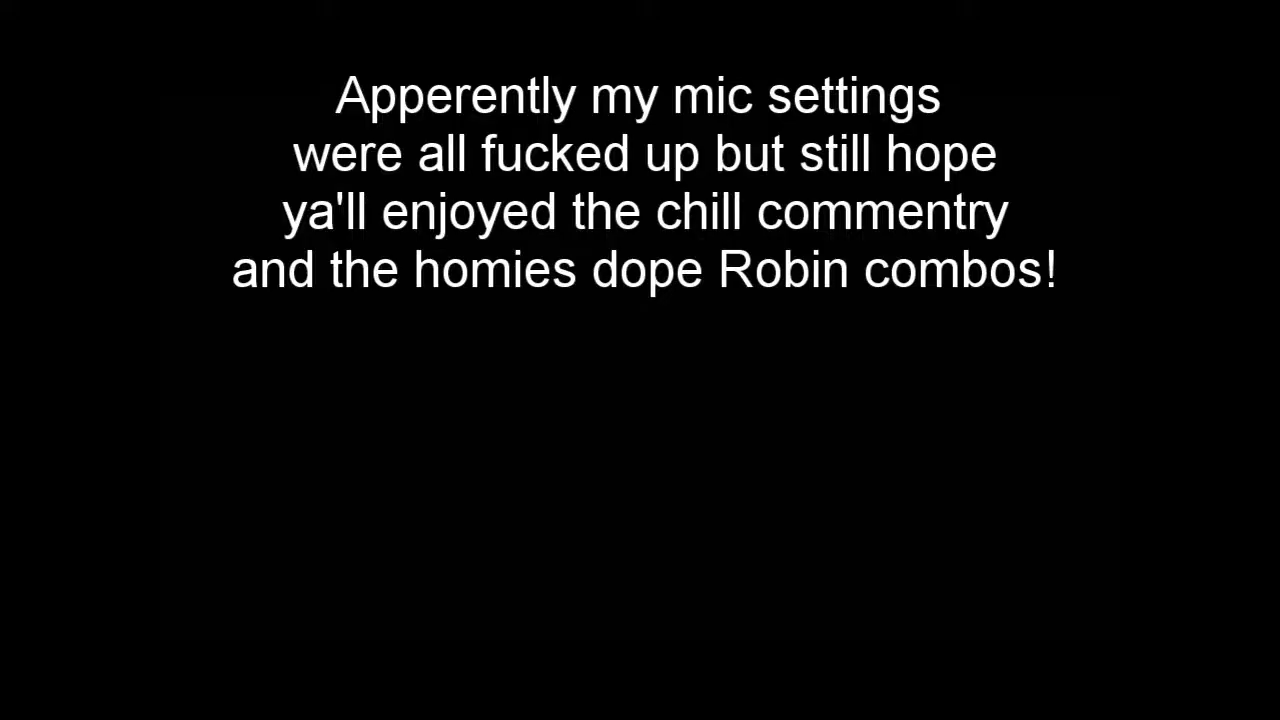 Apperently my mic settings
were all fucked up but still hope
ya'll enjoyed the chill commentry
and the homies dope Robin combos!